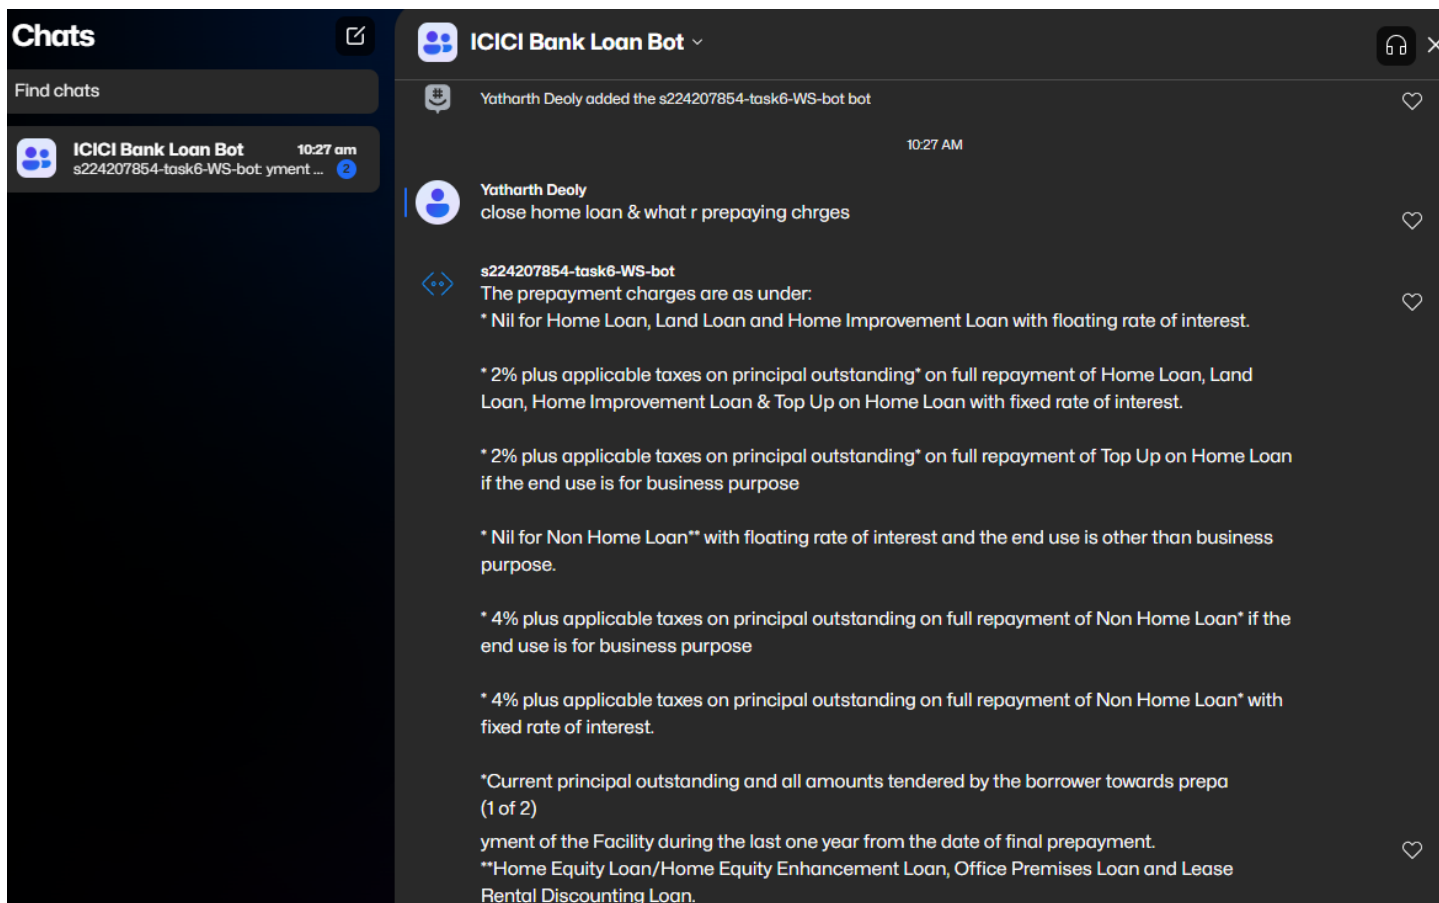 Chats
Find chats
ICICI Bank Loan Bot 10:27 am
s224207854-task6-WS-bot: yment ... 2
ICICI Bank Loan Bot
Yatharth Deoly added the s224207854-task6-WS-bot bot
10:27 AM
Yatharth Deoly
close home loan & what r prepaying chrges
s224207854-task6-WS-bot
The prepayment charges are as under:
* Nil for Home Loan, Land Loan and Home Improvement Loan with floating rate of interest.
* 2% plus applicable taxes on principal outstanding* on full repayment of Home Loan, Land
Loan, Home Improvement Loan & Top Up on Home Loan with fixed rate of interest.
* 2% plus applicable taxes on principal outstanding* on full repayment of Top Up on Home Loan
if the end use is for business purpose
* Nil for Non Home Loan** with floating rate of interest and the end use is other than business
purpose.
* 4% plus applicable taxes on principal outstanding on full repayment of Non Home Loan* if the
end use is for business purpose
* 4% plus applicable taxes on principal outstanding on full repayment of Non Home Loan* with
fixed rate of interest.
*Current principal outstanding and all amounts tendered by the borrower towards prepa
(1 of 2)
yment of the Facility during the last one year from the date of final prepayment.
**Home Equity Loan/Home Equity Enhancement Loan, Office Premises Loan and Lease
Rental Discounting Loan.